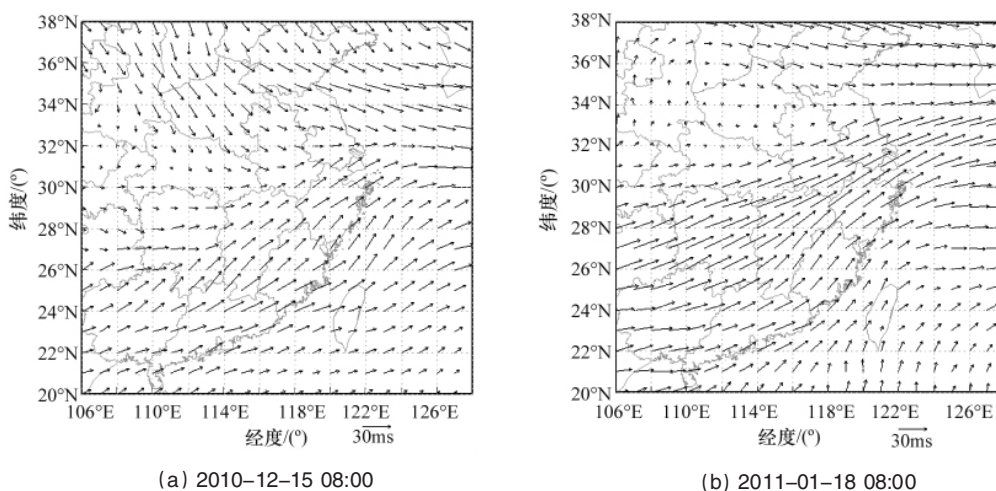 38°N
36°N
34°N
32°N
30°N
28°N
26°N
24°N
22°N
20°N
纬度/(º)
106°E 110°E 114°E 118°E 122°E 126°E
经度/(º)
30ms
(a) 2010-12-15 08:00
38°N
36°N
34°N
32°N
30°N
28°N
26°N
24°N
22°N
20°N
纬度/(º)
106°E 110°E 114°E 118°E 122°E 126°E
经度/(º)
30ms
(b) 2011-01-18 08:00